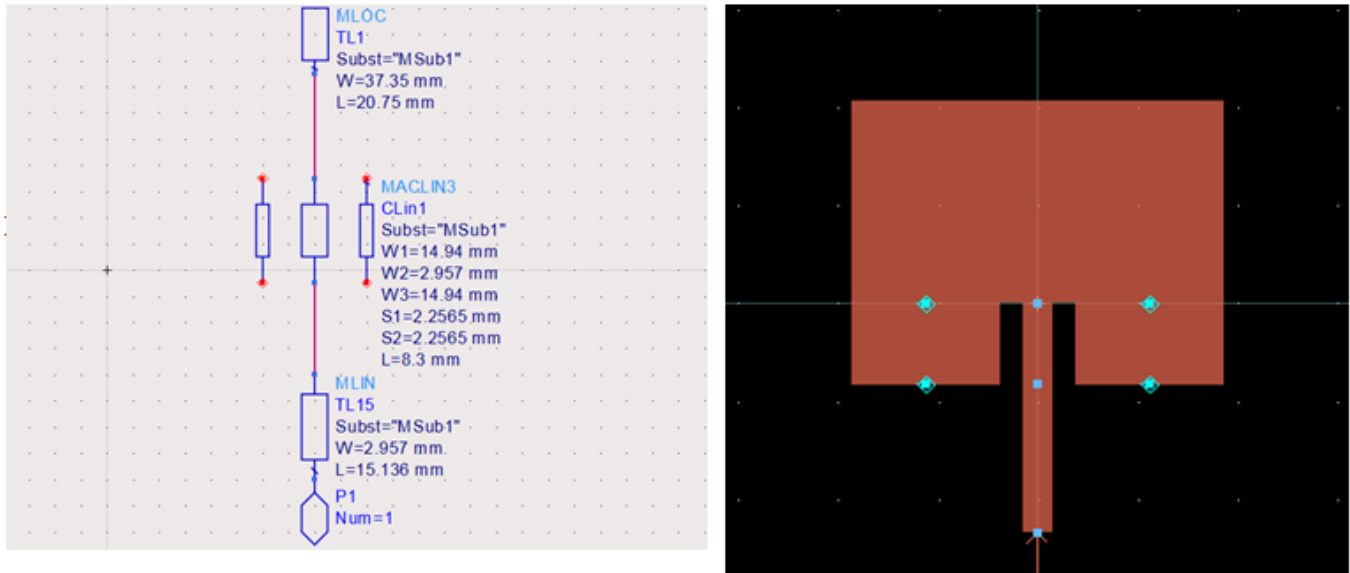 MLOC
TL1
Subst="MSub1"
W=37.35 mm
L=20.75 mm
MACLIN3
CLin1
Subst="MSub1"
W1=14.94 mm
W2=2.957 mm
W3=14.94 mm
S1=2.2565 mm
S2=2.2565 mm
L=8.3 mm
MLIN
TL15
Subst="MSub1"
W=2.957 mm
L=15.136 mm
P1
Num=1